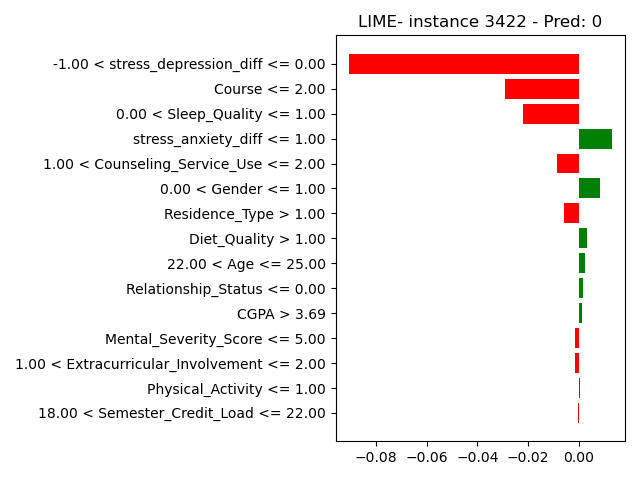 LIME- instance 3422 - Pred: 0
-1.00 < stress_depression_diff <= 0.00
Course <= 2.00
0.00 < Sleep_Quality <= 1.00
stress_anxiety_diff <= 1.00
1.00 < Counseling_Service_Use <= 2.00
0.00 < Gender <= 1.00
Residence_Type > 1.00
Diet_Quality > 1.00
22.00 < Age <= 25.00
Relationship_Status <= 0.00
CGPA > 3.69
Mental_Severity_Score <= 5.00
1.00 < Extracurricular_Involvement <= 2.00
Physical_Activity <= 1.00
18.00 < Semester_Credit_Load <= 22.00
−0.08 −0.06 −0.04 −0.02 0.00